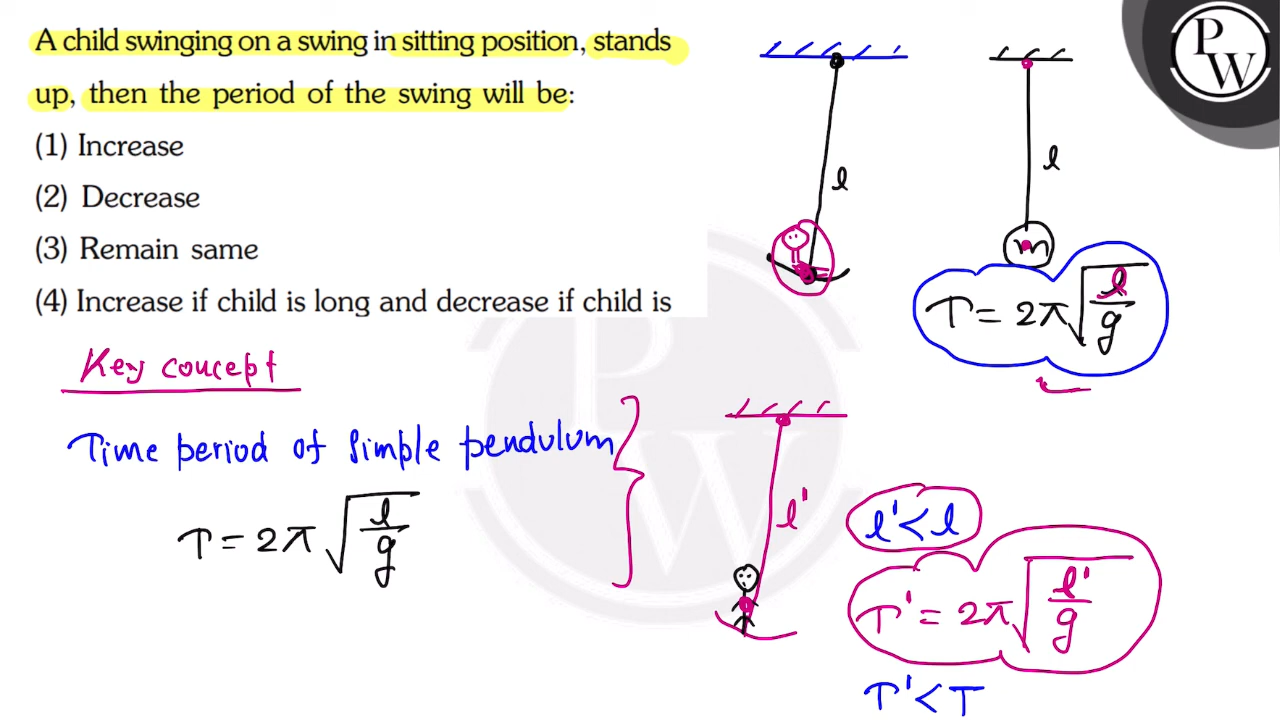 A child swinging on a swing in sitting position, stands
up, then the period of the swing will be:
(1) Increase
(2) Decrease
(3) Remain same
(4) Increase if child is long and decrease if child is
Key concept
Time period of simple pendulum
T = 2π √(l/g)
l
l
m
T = 2π √(l/g)
l'
l' < l
T' = 2π √(l'/g)
T' < T
P
W
P
W